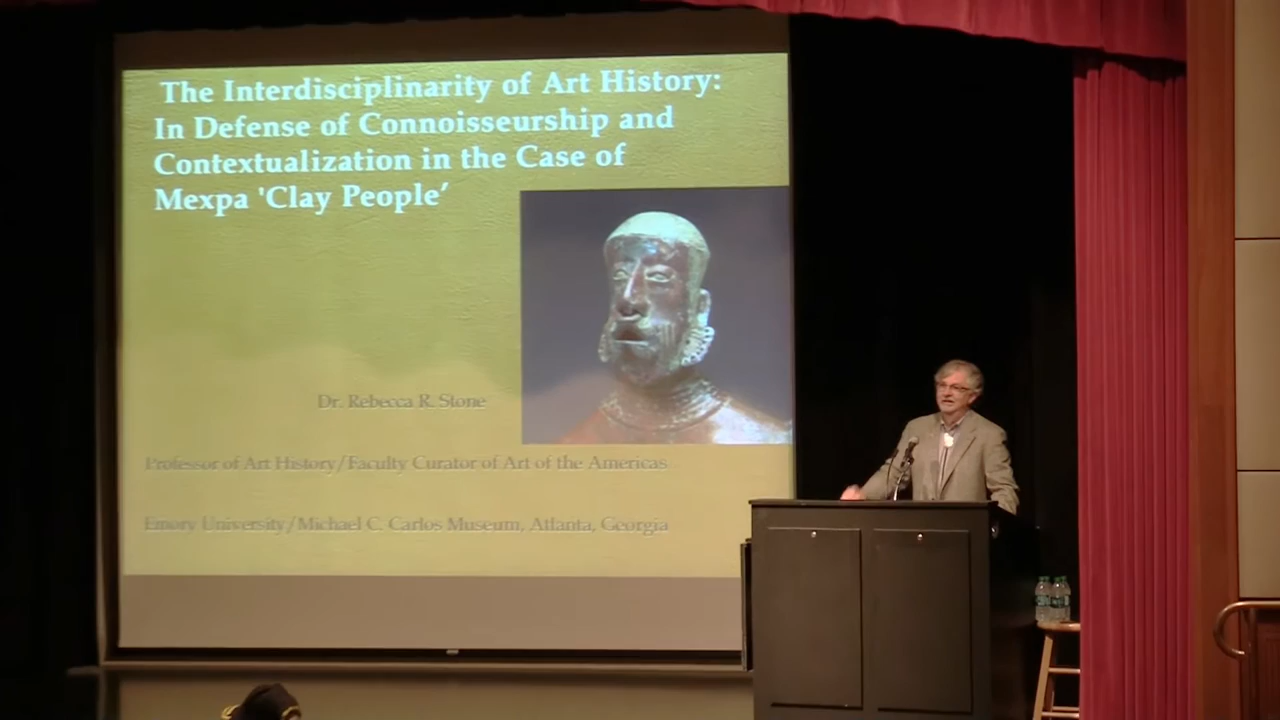 The Interdisciplinarity of Art History:
In Defense of Connoisseurship and
Contextualization in the Case of
Mexpa 'Clay People’
Dr. Rebecca R. Stone
Professor of Art History/Faculty Curator of Art of the Americas
Emory University/Michael C. Carlos Museum, Atlanta, Georgia